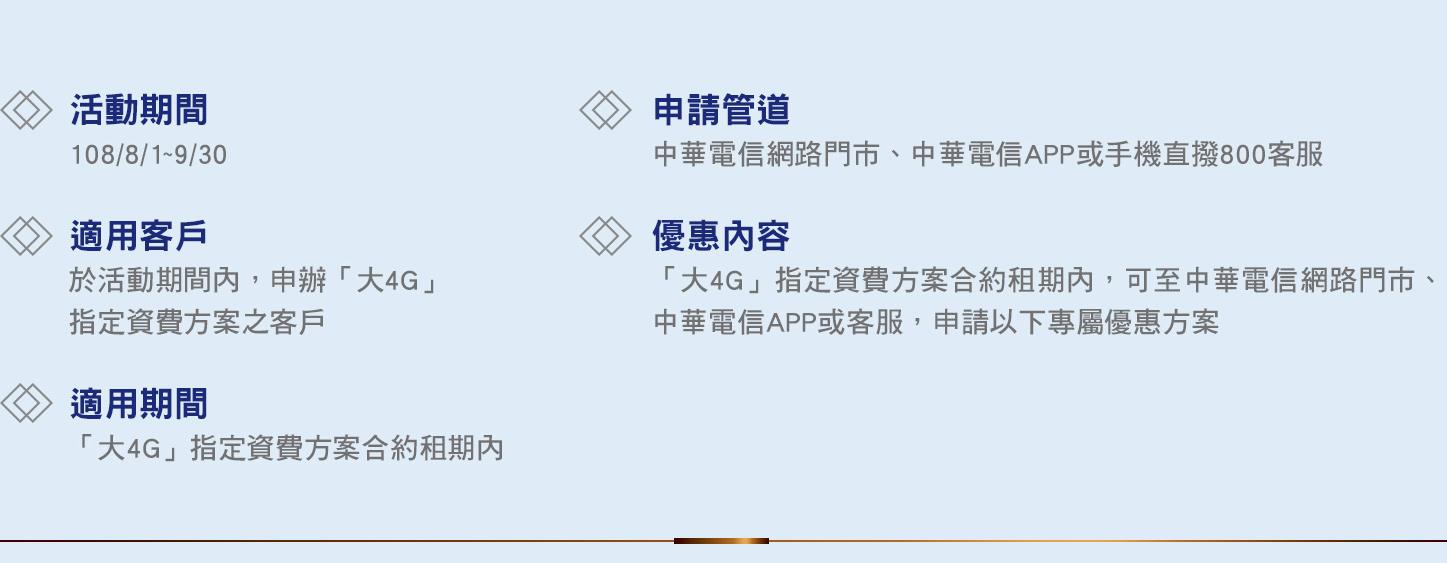 活動期間
108/8/1~9/30
適用客戶
於活動期間內，申辦「大4G」
指定資費方案之客戶
適用期間
「大4G」指定資費方案合約租期內
申請管道
中華電信網路門市、中華電信APP或手機直撥800客服
優惠內容
「大4G」指定資費方案合約租期內，可至中華電信網路門市、
中華電信APP或客服，申請以下專屬優惠方案